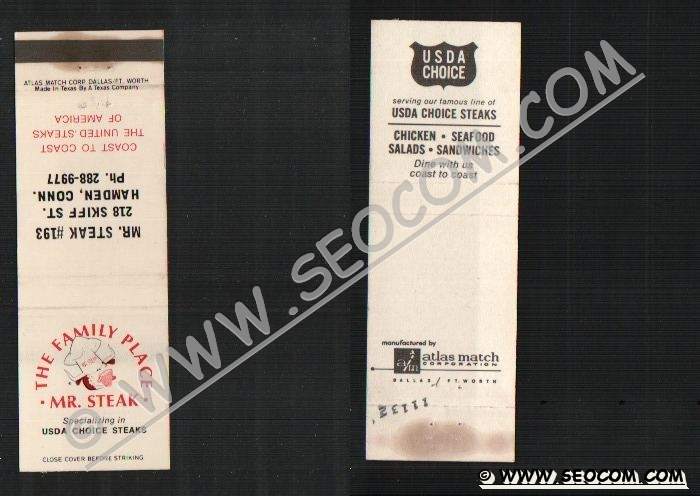 ATLAS MATCH CORP. DALLAS/FT. WORTH
Made In Texas By A Texas Company
COAST TO COAST
THE UNITED STEAKS
OF AMERICA
MR. STEAK #193
218 SKIFF ST.
HAMDEN, CONN.
Ph. 288-9977
THE FAMILY PLACE
• MR. STEAK •
Specializing in
USDA CHOICE STEAKS
CLOSE COVER BEFORE STRIKING
USDA
CHOICE
serving our famous line of
USDA CHOICE STEAKS
CHICKEN • SEAFOOD
SALADS • SANDWICHES
Dine with us
coast to coast
manufactured by
a/m atlas match
CORPORATION
DALLAS / FT. WORTH
11132
© WWW.SEOCOM.COM
© WWW.SEOCOM.COM